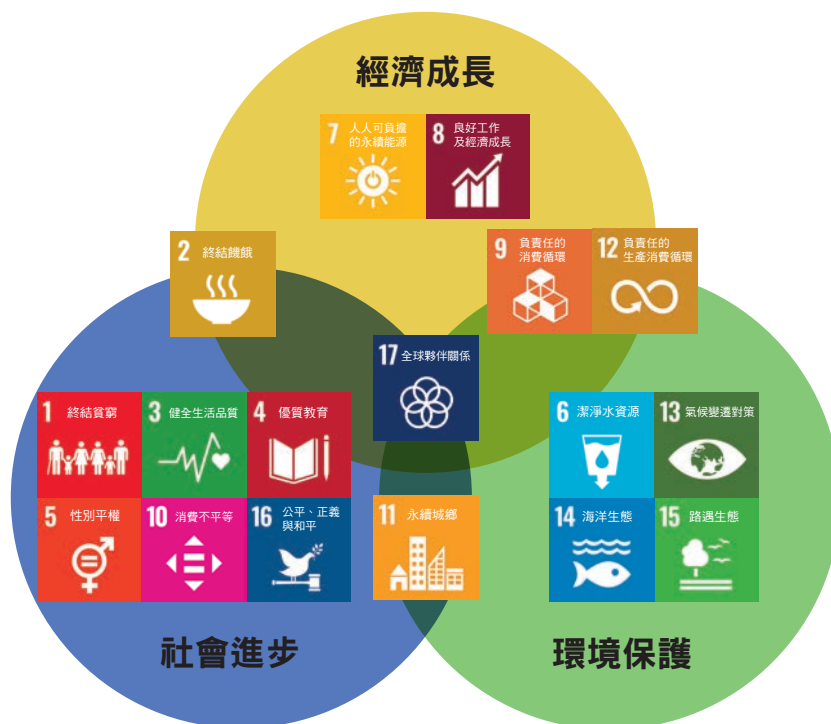 經濟成長
7 人人可負擔
的永續能源
8 良好工作
及經濟成長
2 終結饑餓
9 負責任的
消費循環
12 負責任的
生產消費循環
17 全球夥伴關係
1 終結貧窮
3 健全生活品質
4 優質教育
6 潔淨水資源
13 氣候變遷對策
5 性別平權
10 消費不平等
16 公平、正義
與和平
11 永續城鄉
14 海洋生態
15 路遇生態
社會進步
環境保護